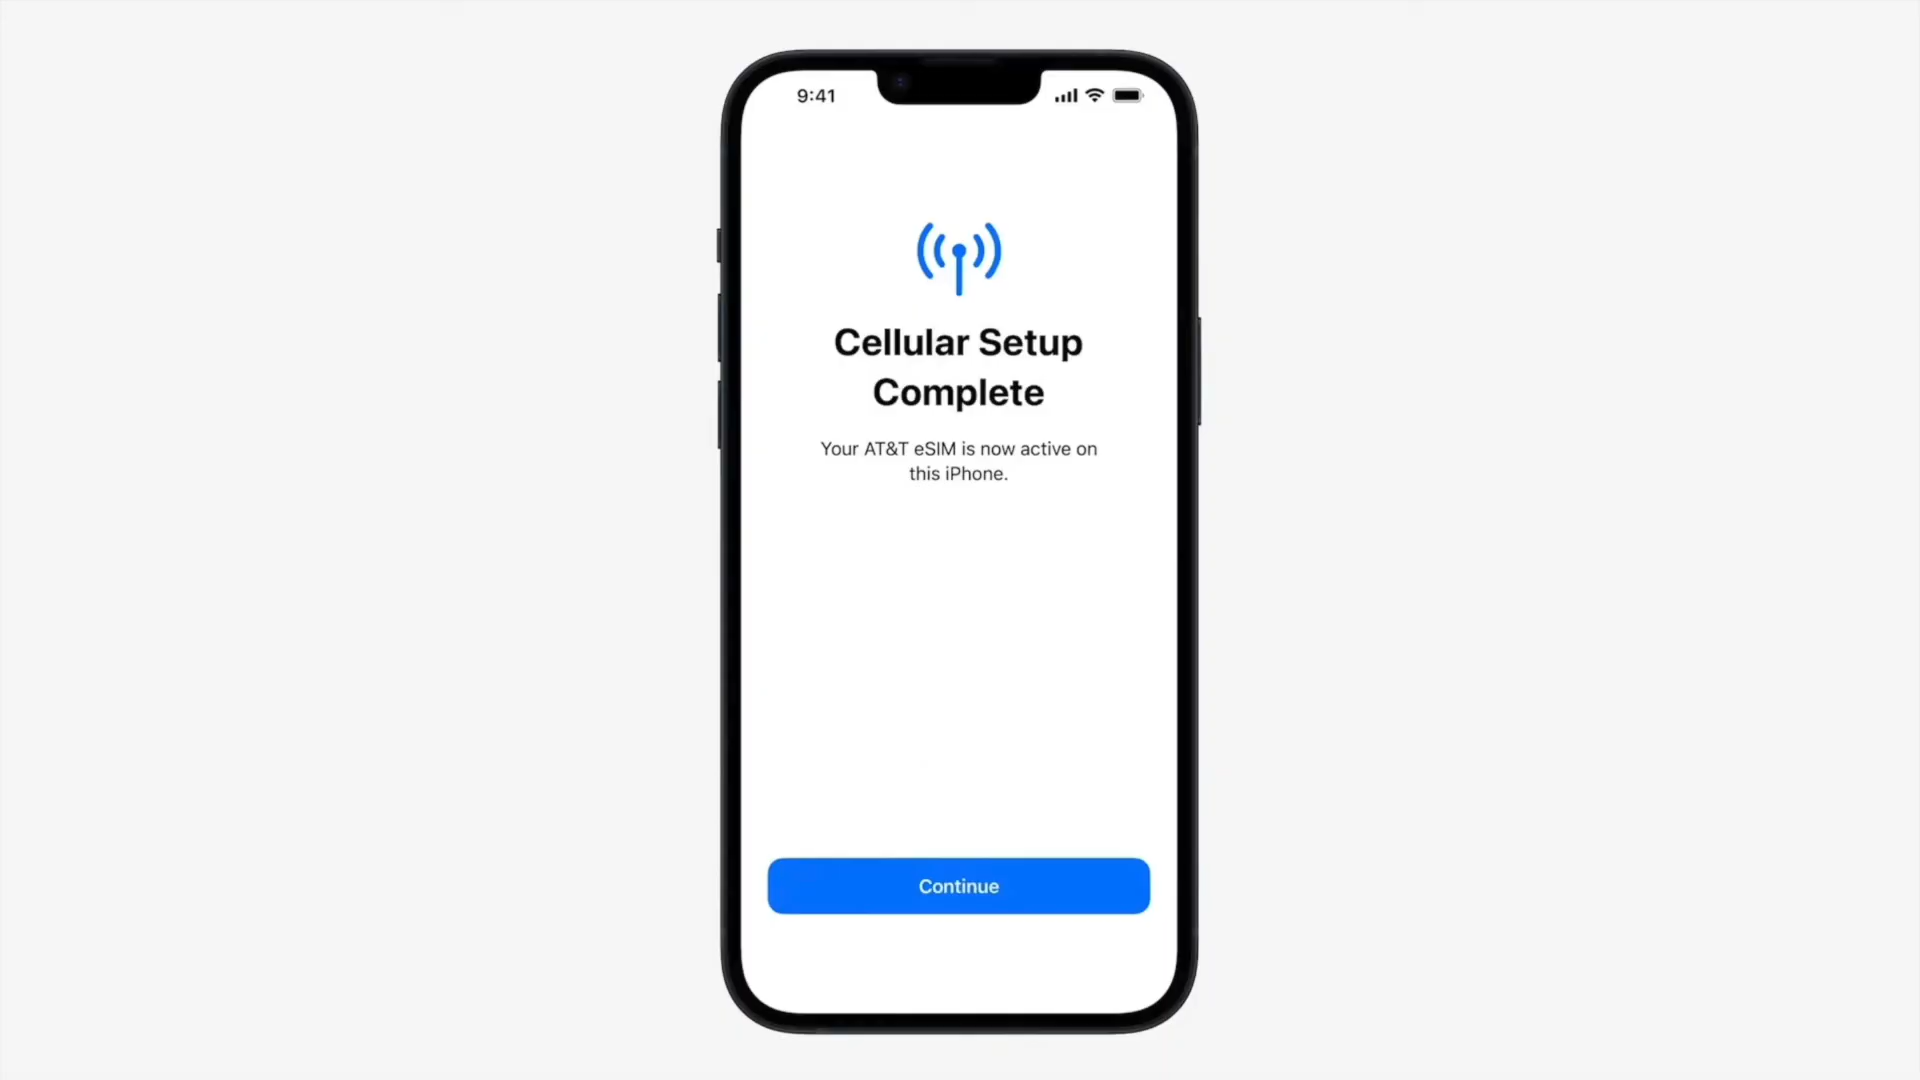 9:41
Cellular Setup
Complete
Your AT&T eSIM is now active on
this iPhone.
Continue